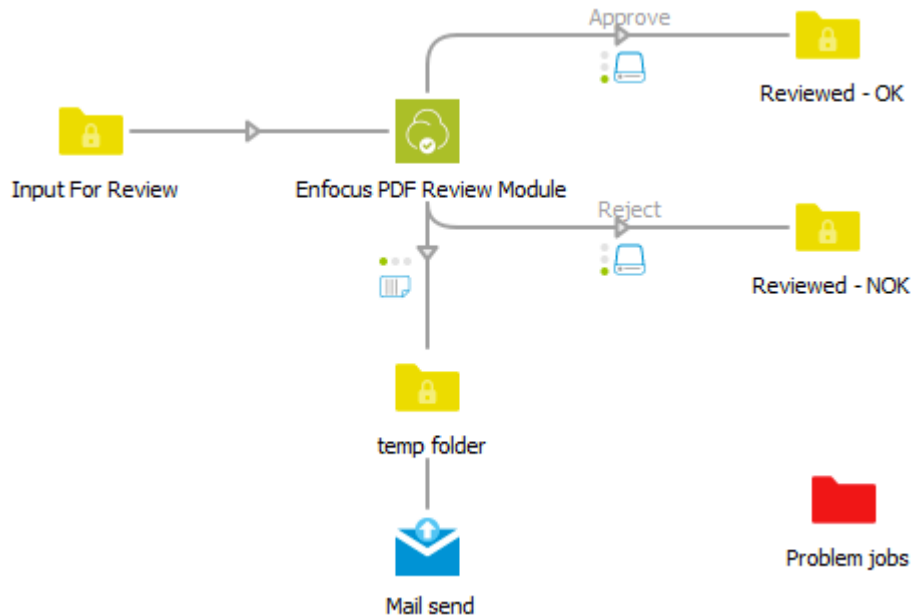 Approve
Reviewed - OK
Input For Review
Enfocus PDF Review Module
Reject
Reviewed - NOK
temp folder
Problem jobs
Mail send